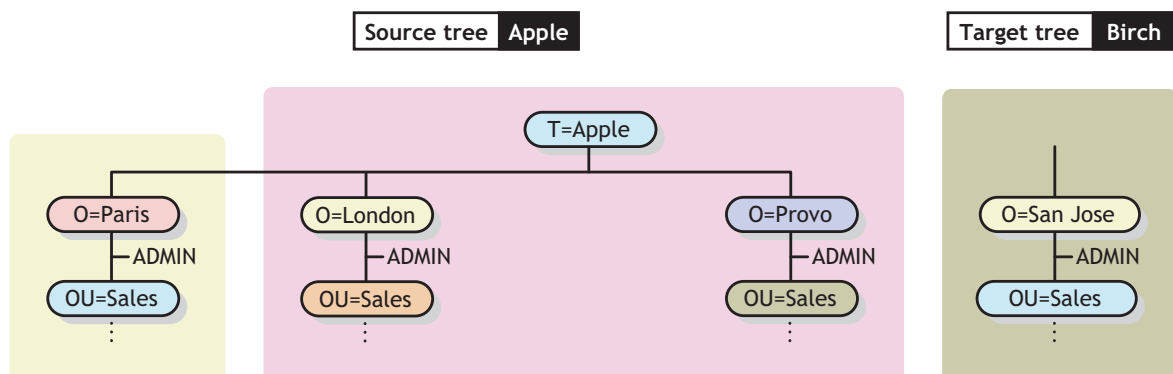 Source tree Apple
Target tree Birch
T=Apple
O=Paris
O=London
O=Provo
O=San Jose
ADMIN
ADMIN
ADMIN
ADMIN
OU=Sales
OU=Sales
OU=Sales
OU=Sales